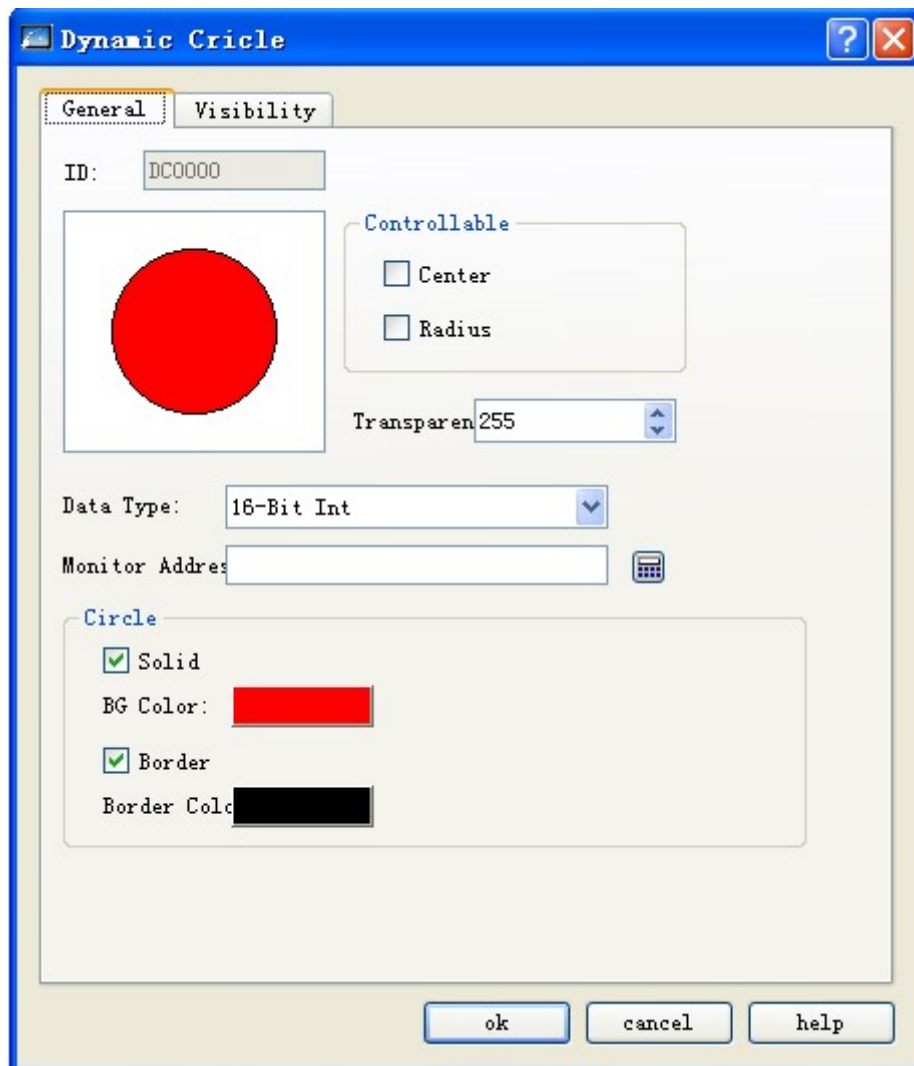 Dynamic Cricle
General Visibility
ID: DC0000
Controllable
Center
Radius
Transparen 255
Data Type: 16-Bit Int
Monitor Addres
Circle
Solid
BG Color:
Border
Border Colo
ok cancel help